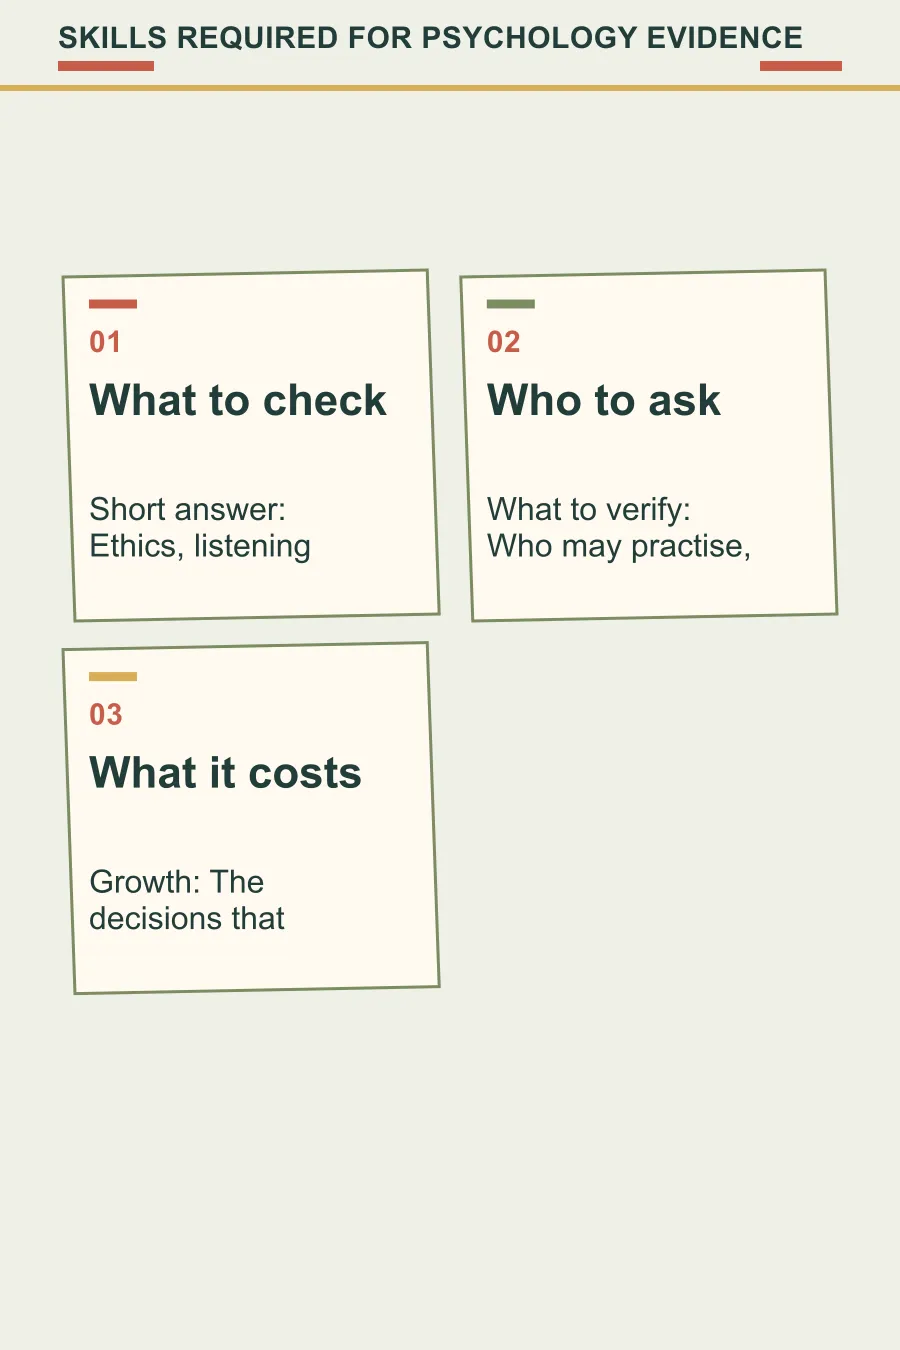 SKILLS REQUIRED FOR PSYCHOLOGY EVIDENCE
01
What to check
Short answer:
Ethics, listening
02
Who to ask
What to verify:
Who may practise,
03
What it costs
Growth: The
decisions that